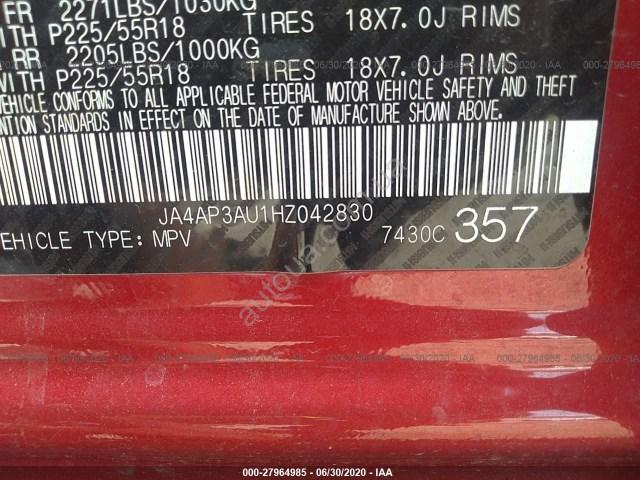 FR 2271LBS/1030KG
WITH P225/55R18 TIRES 18X7.0J RIMS
RR 2205LBS/1000KG
WITH P225/55R18 TIRES 18X7.0J RIMS
CONFORMS TO ALL APPLICABLE FEDERAL MOTOR VEHICLE SAFETY AND THEFT
ENTION STANDARDS IN EFFECT ON THE DATE OF MANUFACTURE SHOWN ABOVE.
JA4AP3AU1HZ042830
VEHICLE TYPE: MPV 7430C 357
autoua
000-27964985 - 06/30/2020 - IAA